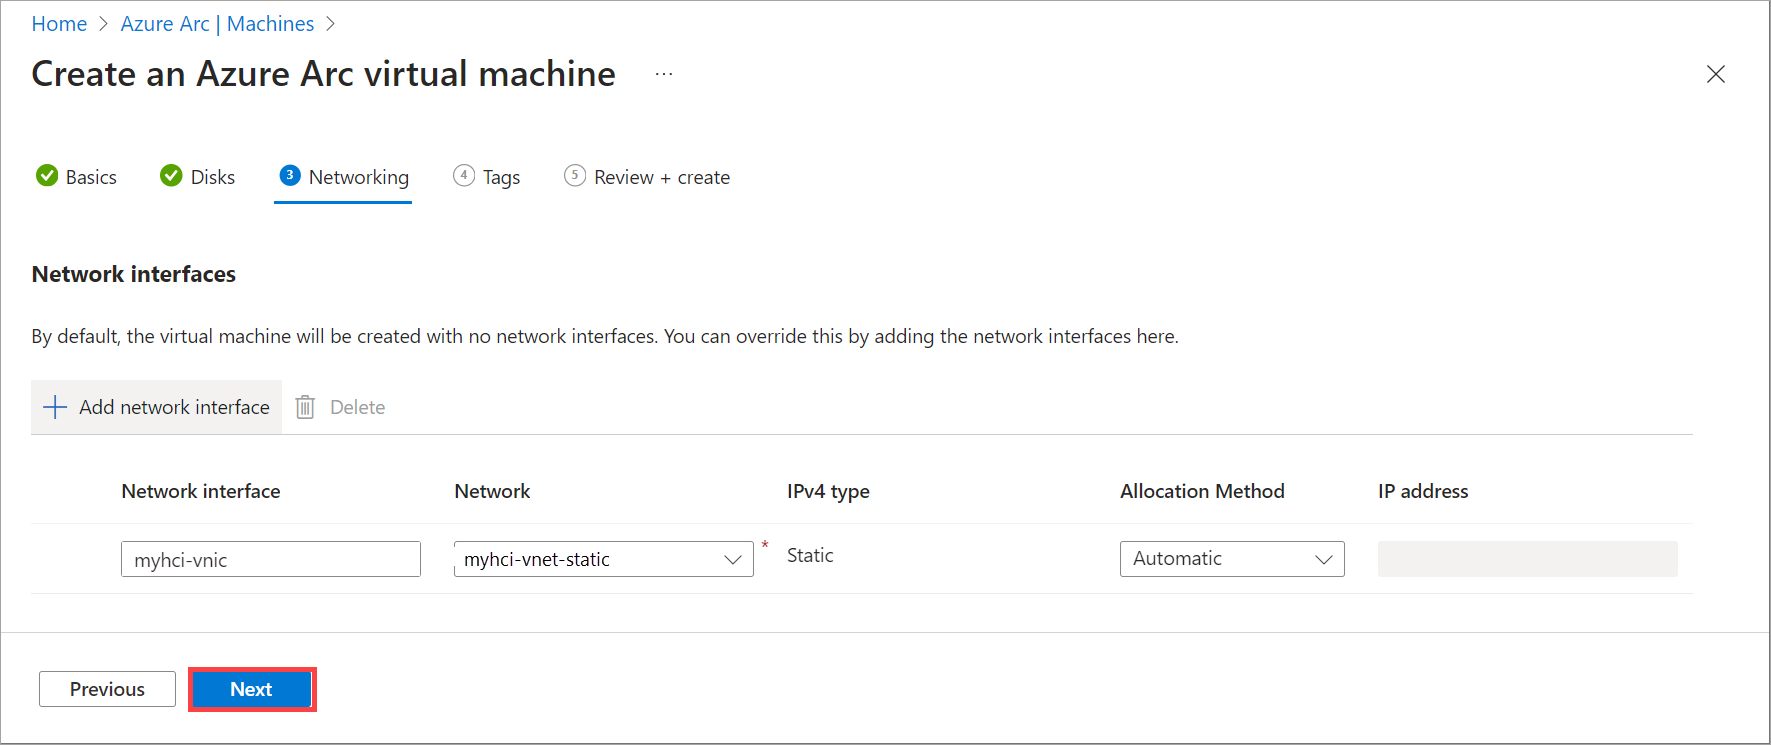 Home > Azure Arc | Machines >
Create an Azure Arc virtual machine ...
Basics Disks 3 Networking 4 Tags 5 Review + create
Network interfaces
By default, the virtual machine will be created with no network interfaces. You can override this by adding the network interfaces here.
+ Add network interface Delete
Network interface Network IPv4 type Allocation Method IP address
myhci-vnic myhci-vnet-static * Static Automatic
Previous Next